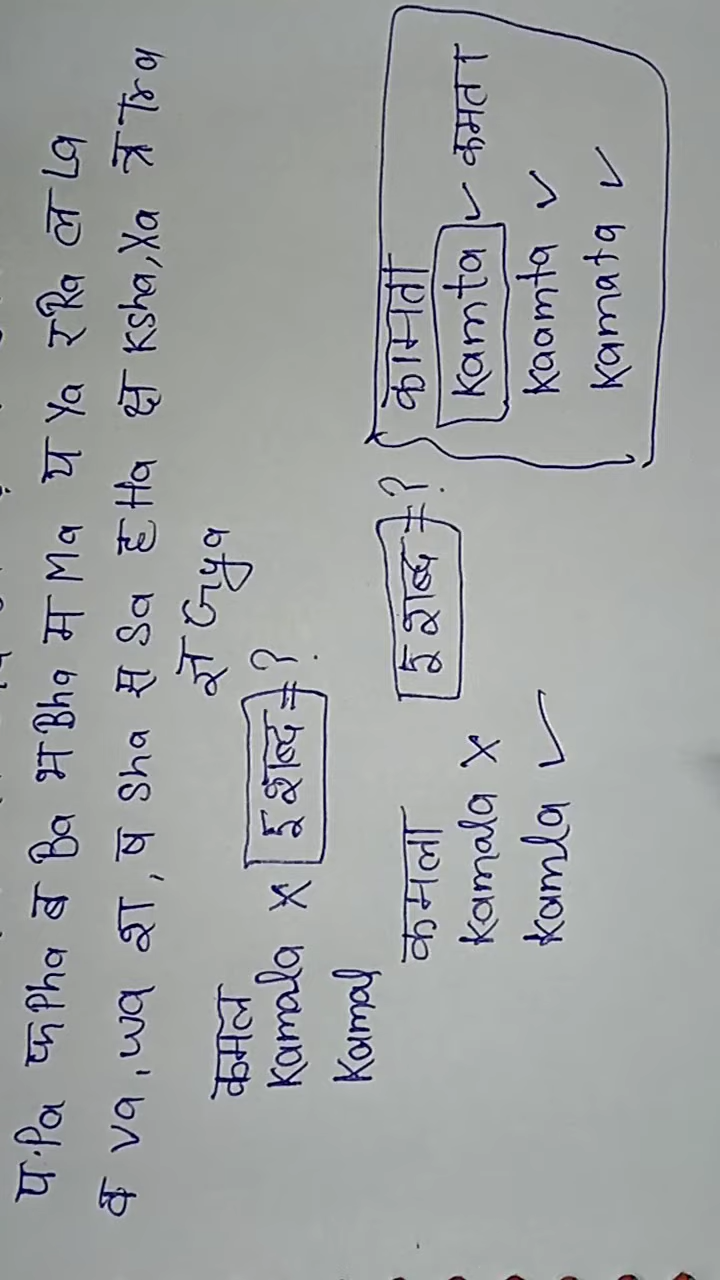 प Pa फ Pha ब Ba भ Bha म Ma य Ya र Ra ल La
व va, wa श, ष Sha स Sa ह Ha क्ष Ksha, Xa त्र Tra
ज्ञ Gya
कमल
Kamala X 5 शब्द = ?
Kamal
कमला
Kamala X
Kamla ✓
5 शब्द = ?
कामता
Kamta ✓ कमता
Kaamta ✓
Kamata ✓